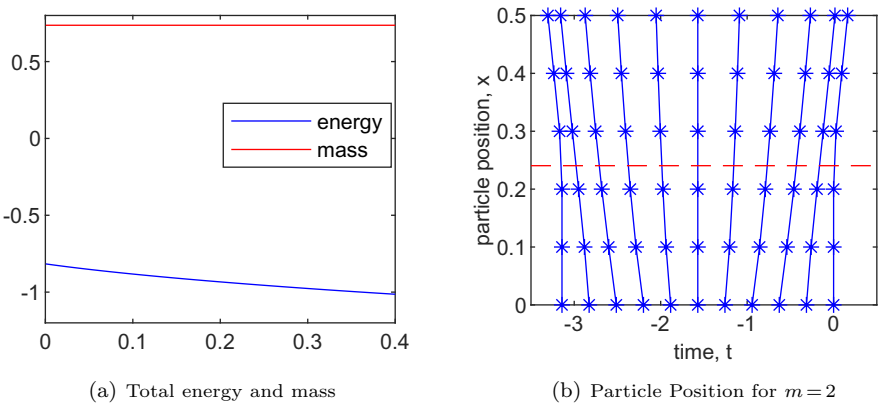 0.5
0
-0.5
-1
0 0.1 0.2 0.3 0.4
energy
mass
(a) Total energy and mass
0.5
0.4
0.3
0.2
0.1
0
particle position, x
-3 -2 -1 0
time, t
(b) Particle Position for m=2